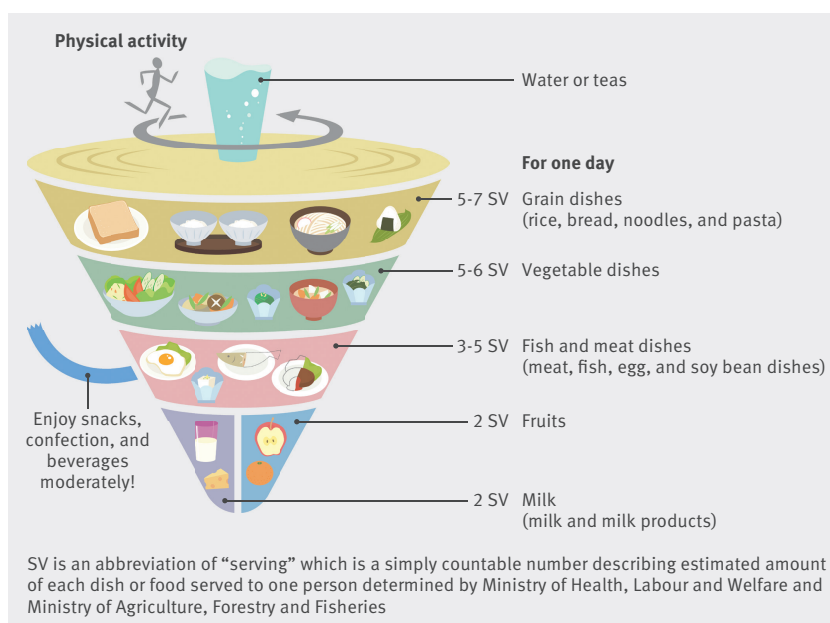 Physical activity
Water or teas
For one day
5-7 SV Grain dishes
(rice, bread, noodles, and pasta)
5-6 SV Vegetable dishes
3-5 SV Fish and meat dishes
(meat, fish, egg, and soy bean dishes)
Enjoy snacks,
confection, and
beverages
moderately!
2 SV Fruits
2 SV Milk
(milk and milk products)
SV is an abbreviation of “serving” which is a simply countable number describing estimated amount
of each dish or food served to one person determined by Ministry of Health, Labour and Welfare and
Ministry of Agriculture, Forestry and Fisheries